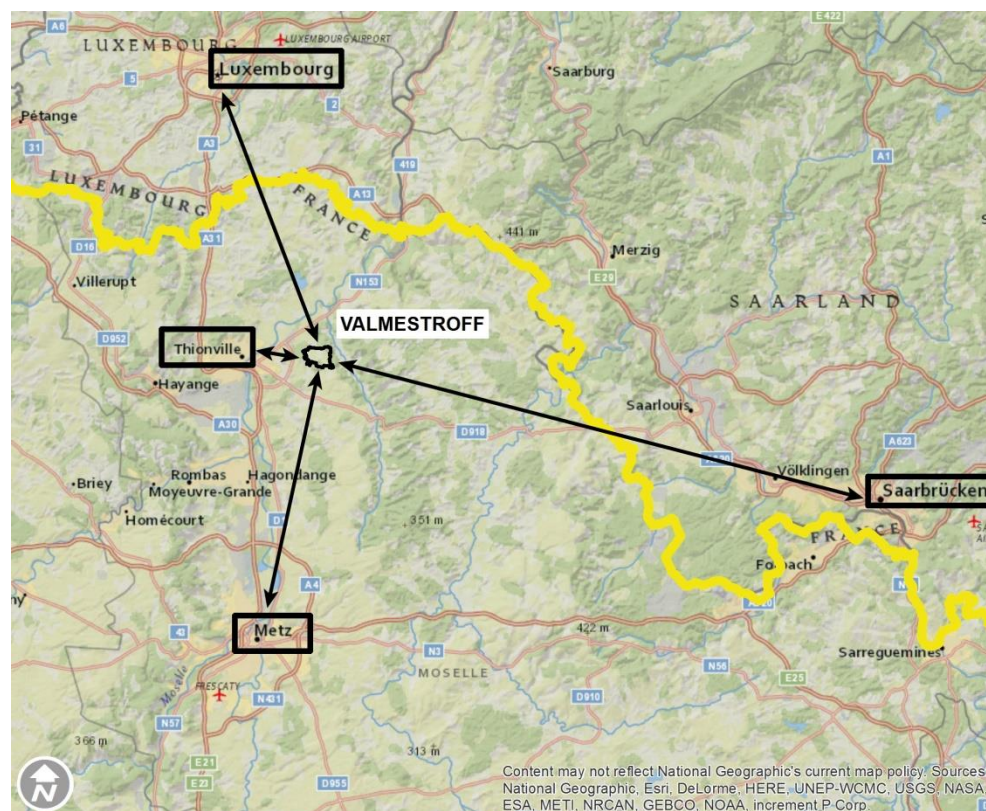 A6
LUXEMBOURG
LUXEMBOURG AIRPORT
E422
Luxembourg
Saarburg
5
2
Pétange
A3
A1
31
419
LUXEMBOURG
A13
FRANCE
D16
A31
441 m
Merzig
E29
Villerupt
N153
SAARLAND
VALMESTROFF
D952
Thionville
Hayange
Saarlouis
A30
D918
A623
Völklingen
Rombas
Hagondange
Briey
Moyeuvre-Grande
Saarbrücken
Homécourt
351 m
FRANCE
Forbach
A4
Metz
43
422 m
N3
Sarreguemines
MOSELLE
N56
Moselle
FRESCATY
E25
N431
D910
N57
366 m
313 m
E21
E23
D955
N
Content may not reflect National Geographic's current map policy. Sources:
National Geographic, Esri, DeLorme, HERE, UNEP-WCMC, USGS, NASA,
ESA, METI, NRCAN, GEBCO, NOAA, increment P Corp.